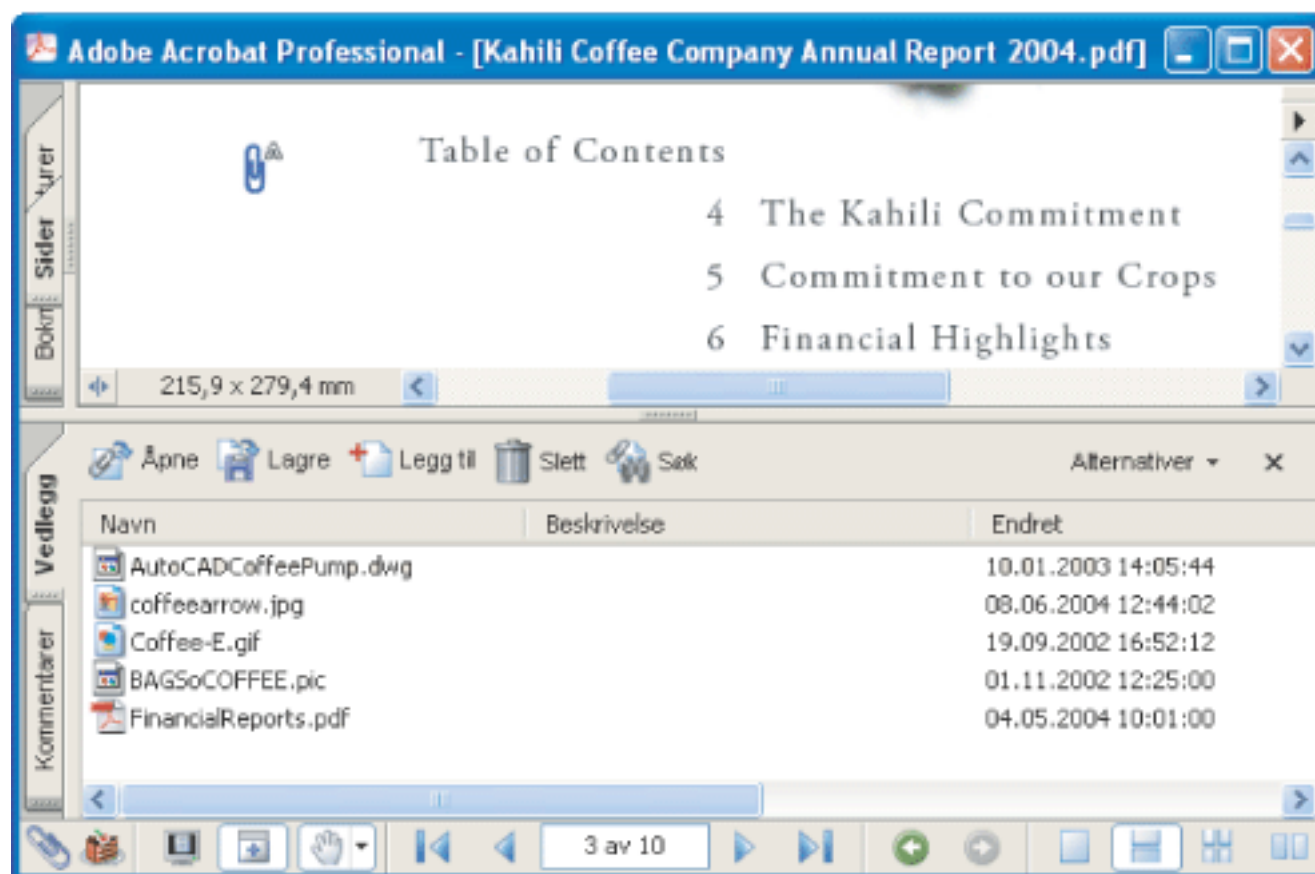 Adobe Acrobat Professional - [Kahili Coffee Company Annual Report 2004.pdf]
Table of Contents
4 The Kahili Commitment
5 Commitment to our Crops
6 Financial Highlights
Sider
Bokm
215,9 x 279,4 mm
Åpne Lagre Legg til Slett Søk Alternativer
Vedlegg
Navn Beskrivelse Endret
AutoCADCoffeePump.dwg 10.01.2003 14:05:44
coffeearrow.jpg 08.06.2004 12:44:02
Coffee-E.gif 19.09.2002 16:52:12
BAGSoCOFFEE.pic 01.11.2002 12:25:00
FinancialReports.pdf 04.05.2004 10:01:00
Kommentarer
3 av 10